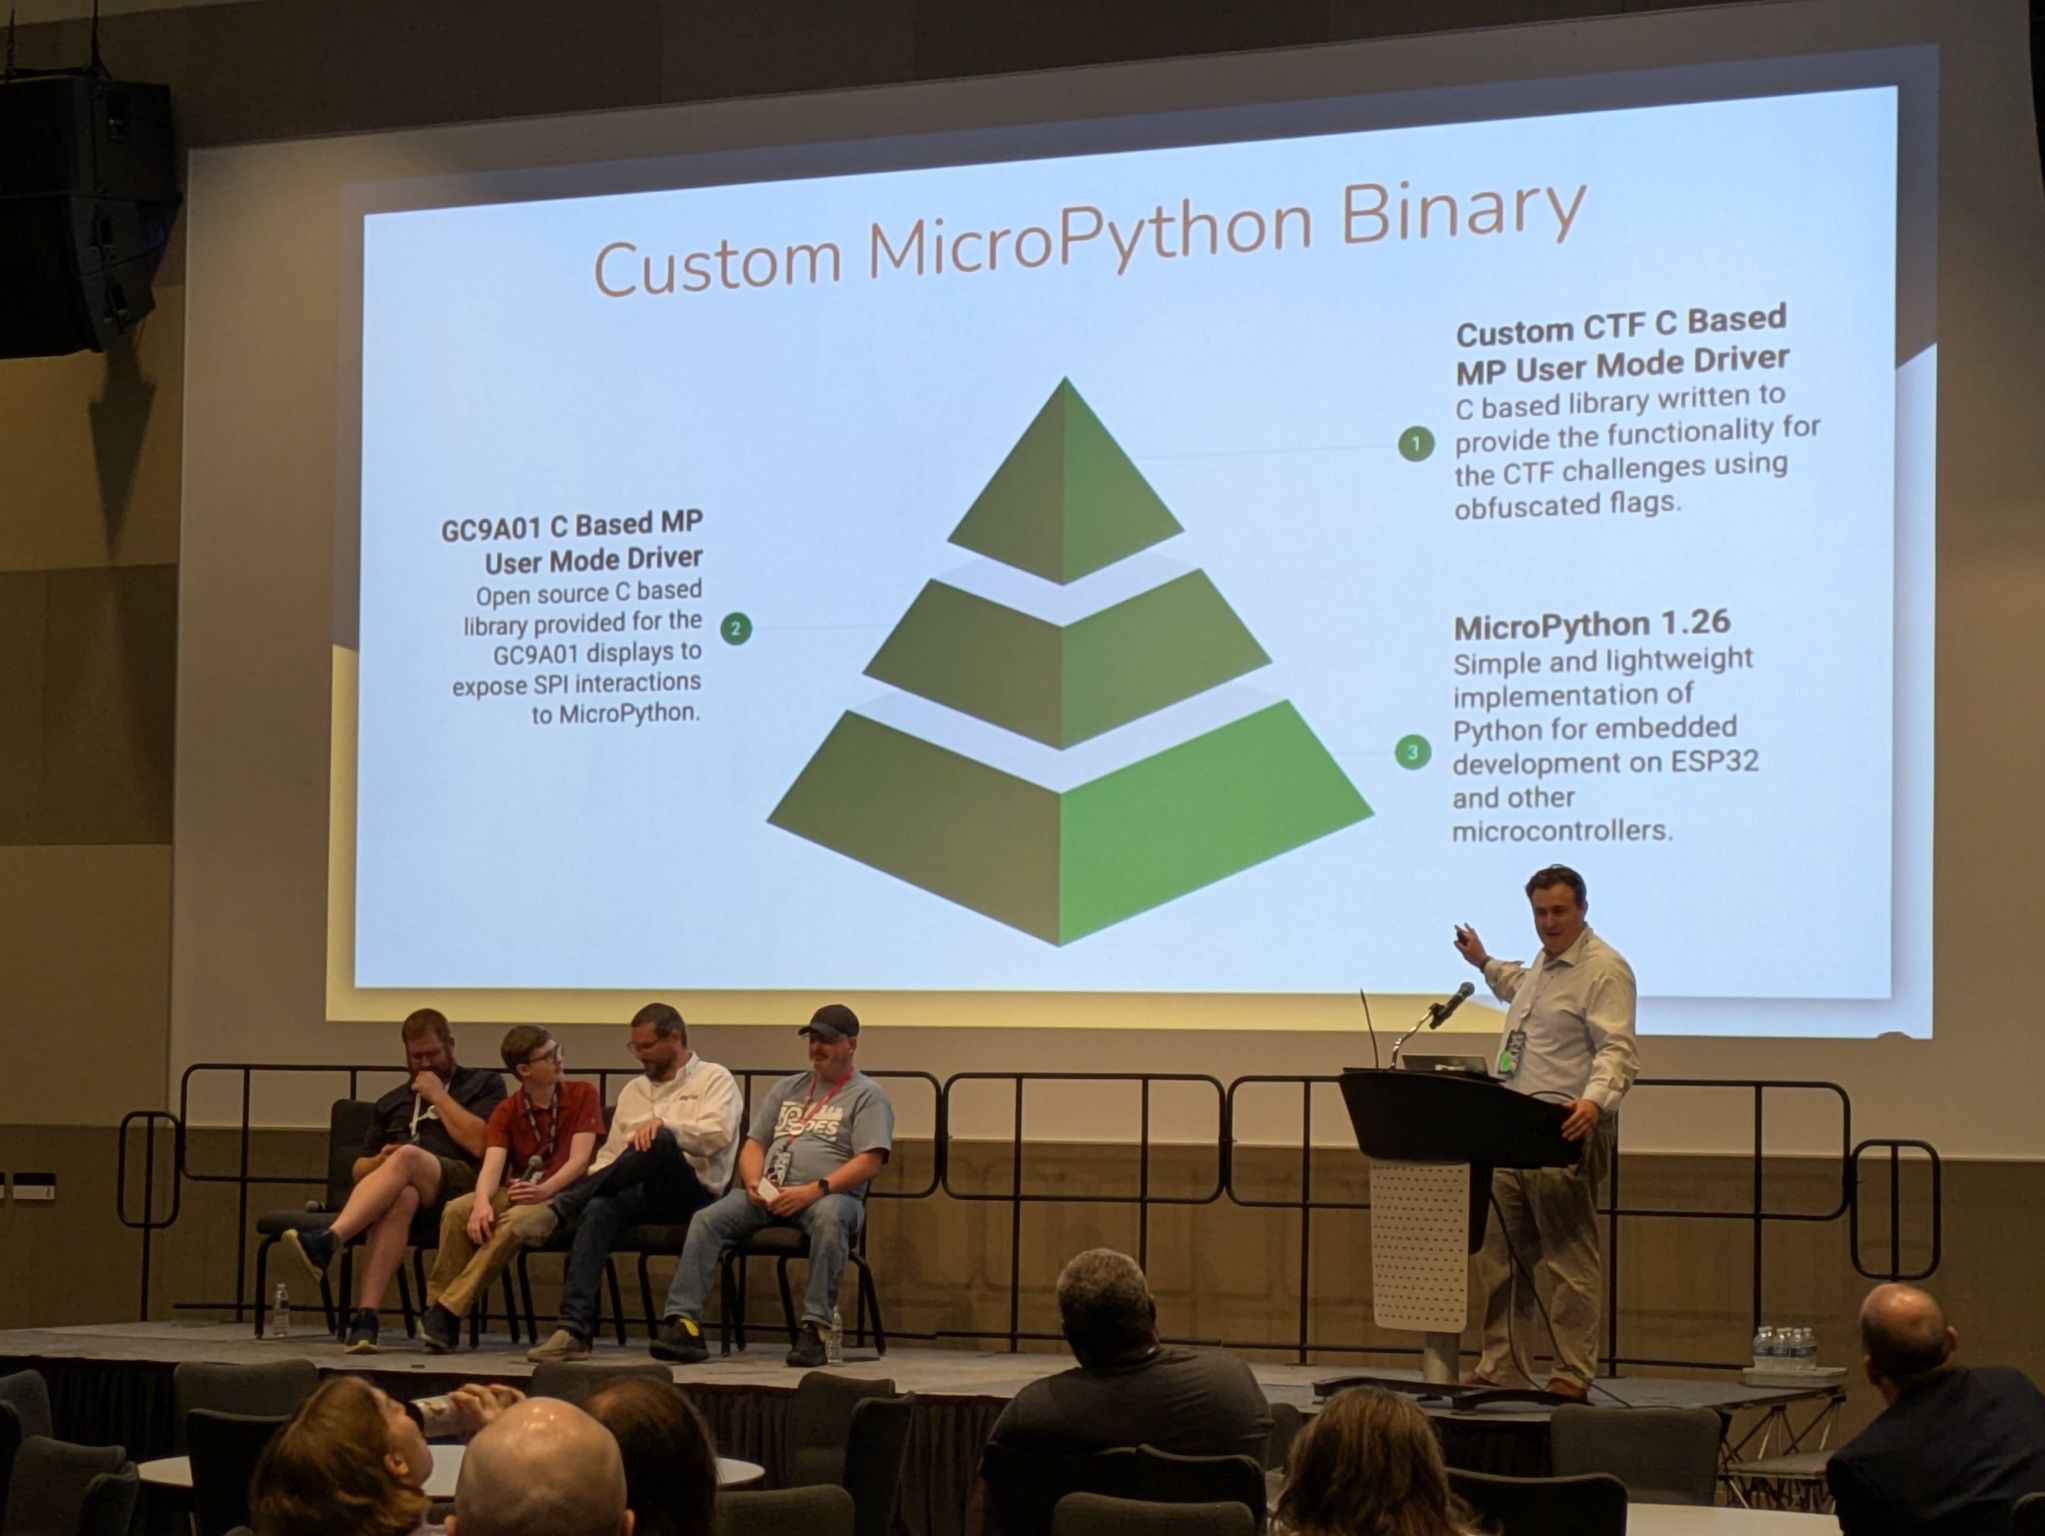 Custom MicroPython Binary
Custom CTF C Based
MP User Mode Driver
C based library written to
provide the functionality for
the CTF challenges using
obfuscated flags.
1
GC9A01 C Based MP
User Mode Driver
Open source C based
library provided for the
GC9A01 displays to
expose SPI interactions
to MicroPython.
2
MicroPython 1.26
Simple and lightweight
implementation of
Python for embedded
development on ESP32
and other
microcontrollers.
3